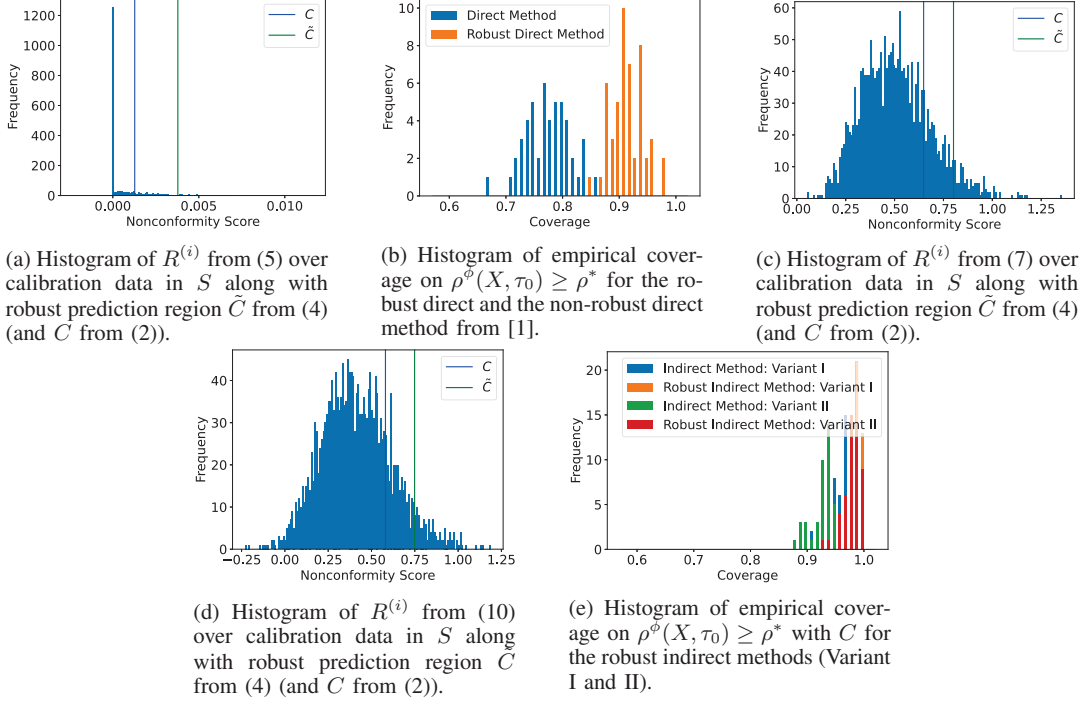 1200
1000
800
600
400
200
0
Frequency
0.000
0.010
Nonconformity Score
C
C̃
10
8
6
4
2
0
Frequency
0.6
0.7
0.8
0.9
1.0
Coverage
Direct Method
Robust Direct Method
60
50
40
30
20
10
0
Frequency
0.00
0.25
0.50
0.75
1.00
1.25
Nonconformity Score
C
C̃
(a) Histogram of R^{(i)} from (5) over
calibration data in S along with
robust prediction region C̃ from (4)
(and C from (2)).
(b) Histogram of empirical cover-
age on ρ^ϕ(X, τ₀) ≥ ρ* for the ro-
bust direct and the non-robust direct
method from [1].
(c) Histogram of R^{(i)} from (7) over
calibration data in S along with
robust prediction region C̃ from (4)
(and C from (2)).
40
30
20
10
0
Frequency
−0.25
0.00
0.25
0.50
0.75
1.00
1.25
Nonconformity Score
C
C̃
20
15
10
5
0
Frequency
0.6
0.7
0.8
0.9
1.0
Coverage
Indirect Method: Variant I
Robust Indirect Method: Variant I
Indirect Method: Variant II
Robust Indirect Method: Variant II
(d) Histogram of R^{(i)} from (10)
over calibration data in S along
with robust prediction region C̃
from (4) (and C from (2)).
(e) Histogram of empirical cover-
age on ρ^ϕ(X, τ₀) ≥ ρ* with C for
the robust indirect methods (Variant
I and II).